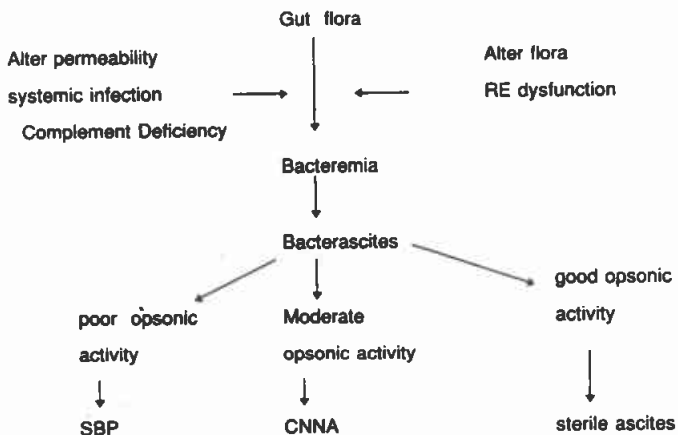 Gut flora
Alter permeability
systemic infection
Complement Deficiency
Alter flora
RE dysfunction
Bacteremia
Bacterascites
poor opsonic
activity
Moderate
opsonic activity
good opsonic
activity
SBP
CNNA
sterile ascites